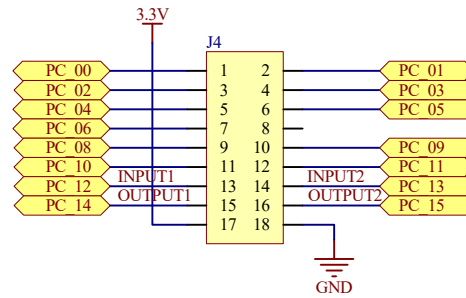 3.3V
J4
PC_00 1 2 PC_01
PC_02 3 4 PC_03
PC_04 5 6 PC_05
PC_06 7 8
PC_08 9 10 PC_09
PC_10 11 12 PC_11
INPUT1 INPUT2
PC_12 13 14 PC_13
OUTPUT1 OUTPUT2
PC_14 15 16 PC_15
17 18
GND